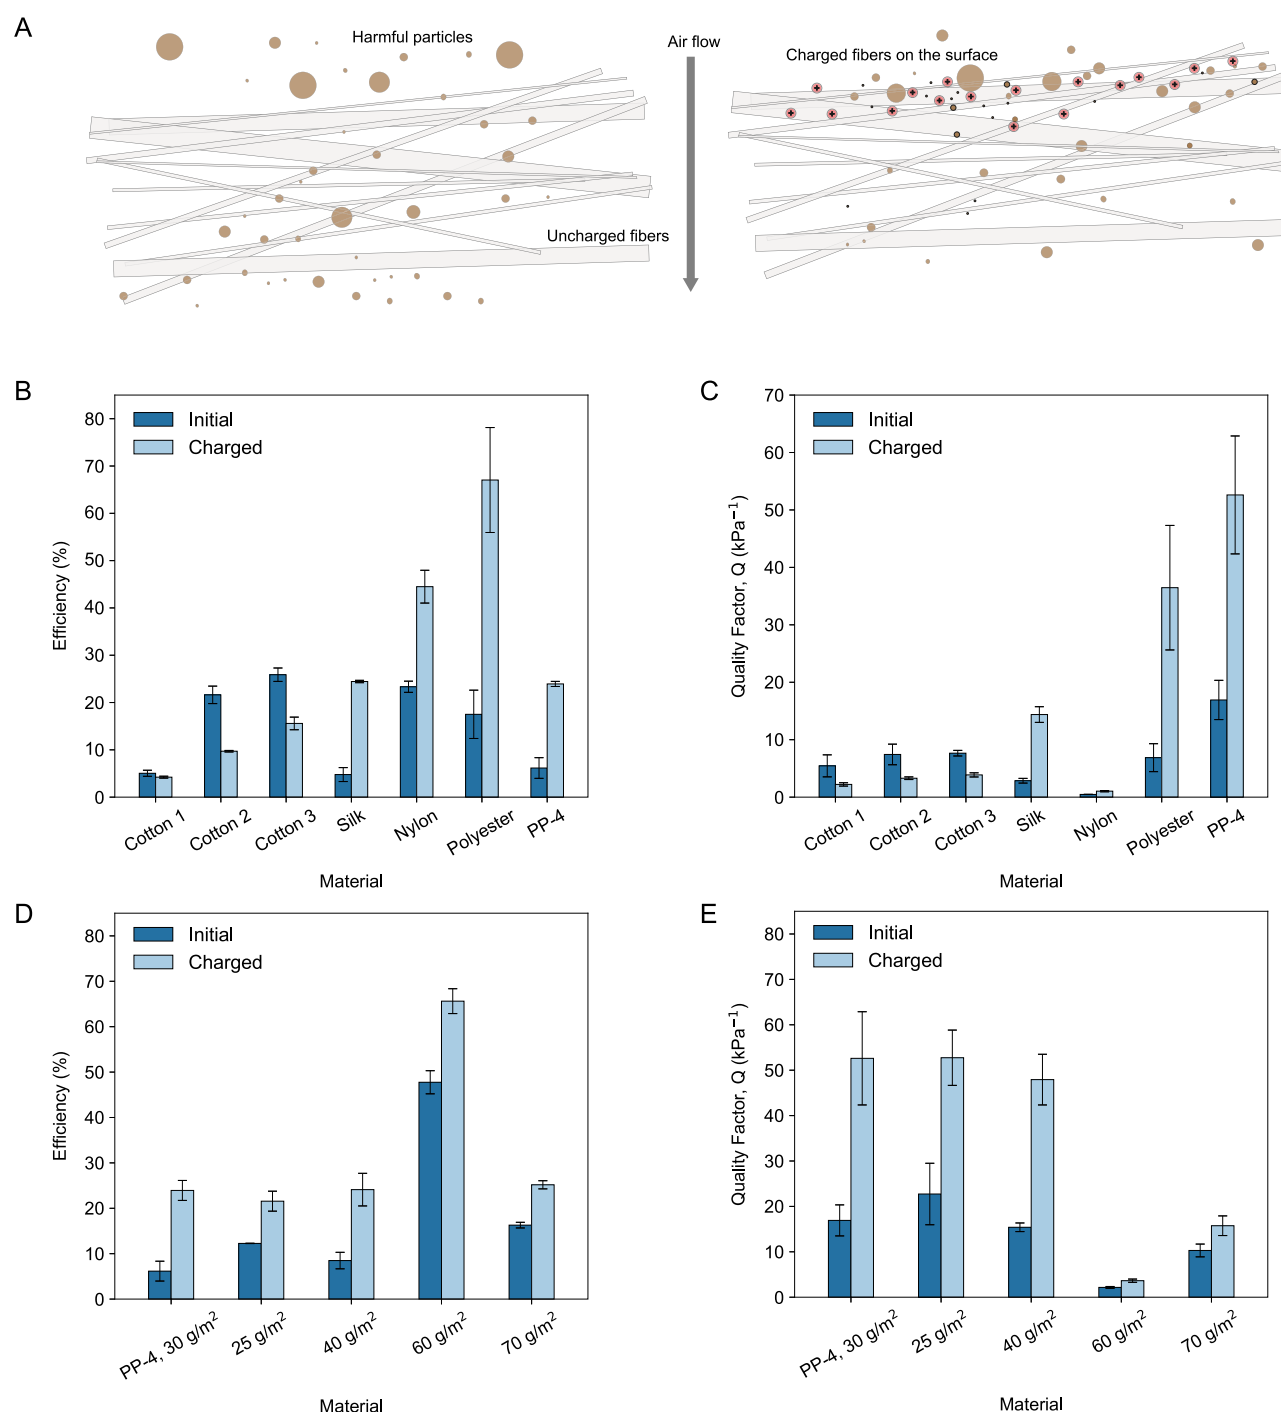 A
Harmful particles
Air flow
Charged fibers on the surface
Uncharged fibers
B
Initial
Charged
80
70
60
50
40
30
20
10
0
Efficiency (%)
Cotton 1
Cotton 2
Cotton 3
Silk
Nylon
Polyester
PP-4
Material
C
Initial
Charged
70
60
50
40
30
20
10
0
Quality Factor, Q (kPa⁻¹)
Cotton 1
Cotton 2
Cotton 3
Silk
Nylon
Polyester
PP-4
Material
D
Initial
Charged
80
70
60
50
40
30
20
10
0
Efficiency (%)
PP-4, 30 g/m²
25 g/m²
40 g/m²
60 g/m²
70 g/m²
Material
E
Initial
Charged
80
70
60
50
40
30
20
10
0
Quality Factor, Q (kPa⁻¹)
PP-4, 30 g/m²
25 g/m²
40 g/m²
60 g/m²
70 g/m²
Material